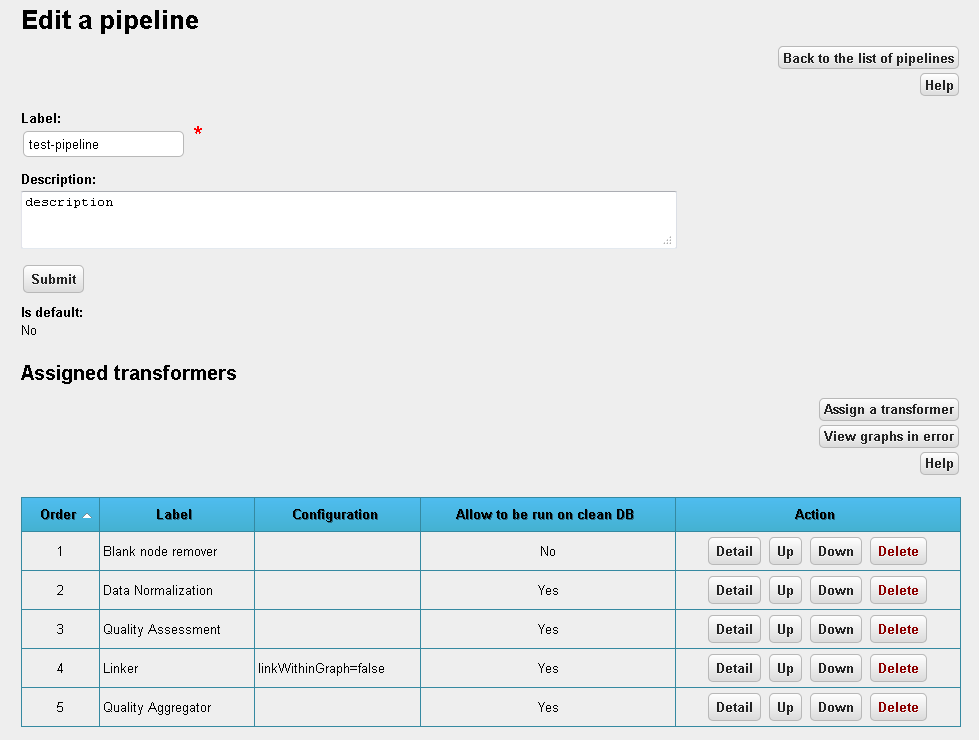 Edit a pipeline
Back to the list of pipelines
Help
Label:
test-pipeline *
Description:
description
Submit
Is default:
No
Assigned transformers
Assign a transformer
View graphs in error
Help
Order Label Configuration Allow to be run on clean DB Action
1 Blank node remover No Detail Up Down Delete
2 Data Normalization Yes Detail Up Down Delete
3 Quality Assessment Yes Detail Up Down Delete
4 Linker linkWithinGraph=false Yes Detail Up Down Delete
5 Quality Aggregator Yes Detail Up Down Delete